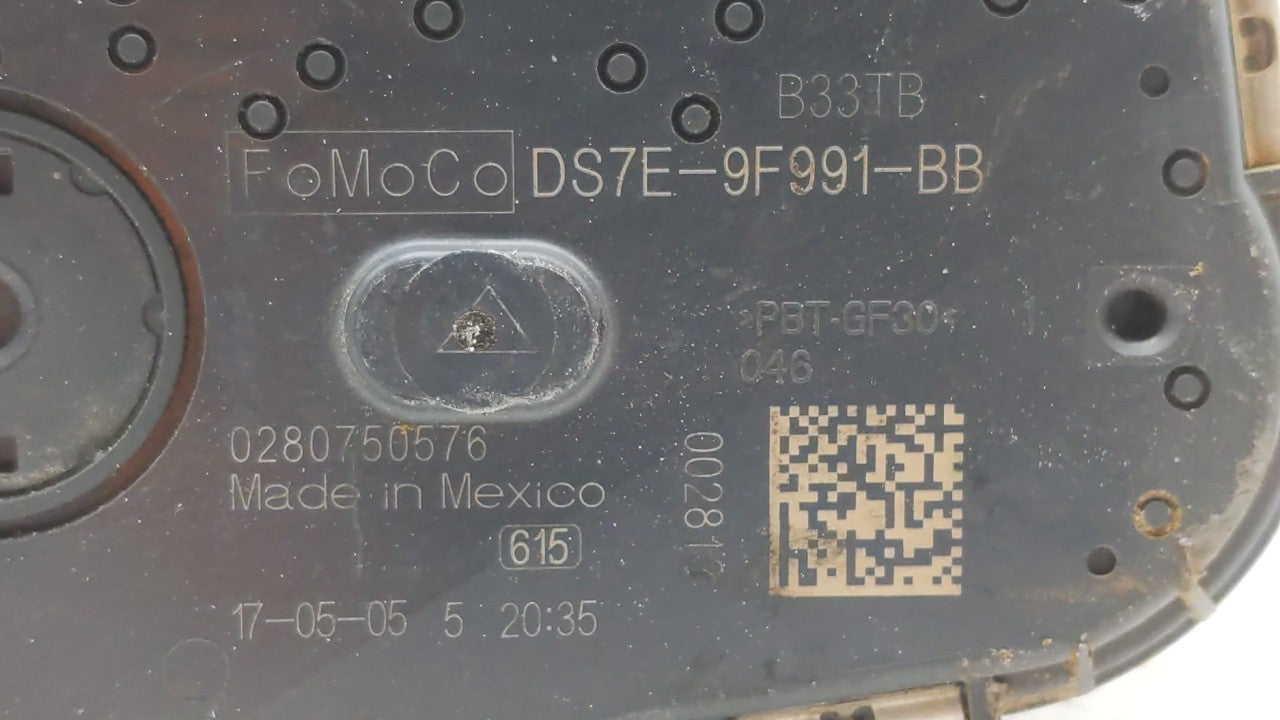 B33TB
FoMoCo DS7E-9F991-BB
>PBT-GF30<
046
0280750576
Made in Mexico
615
17-05-05 5 20:35